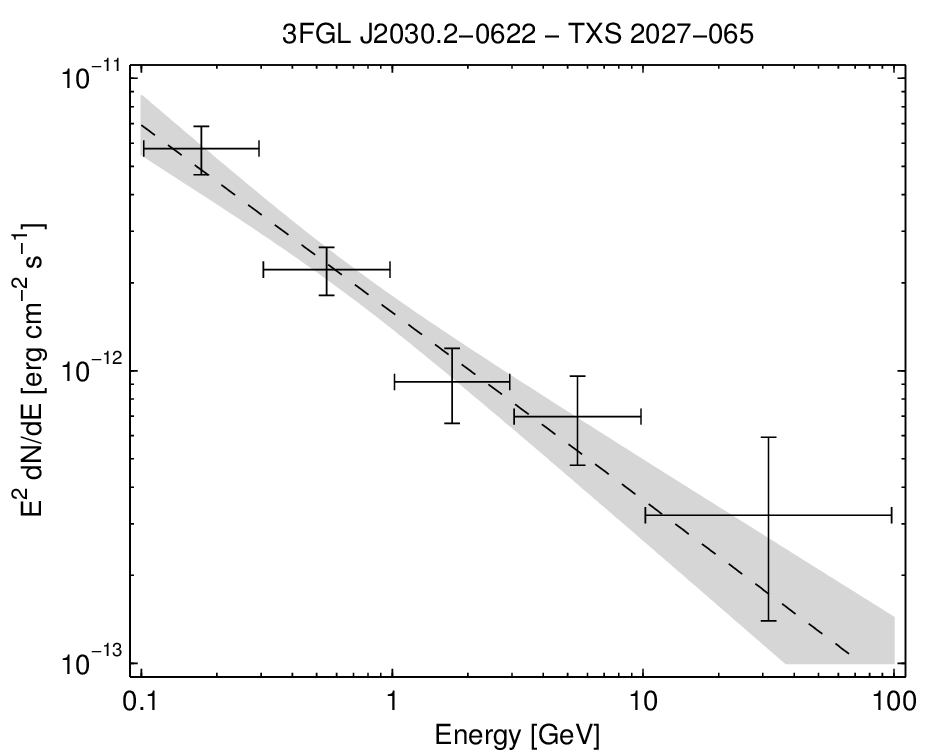 3FGL J2030.2−0622 − TXS 2027−065
10⁻¹¹
10⁻¹²
10⁻¹³
E² dN/dE [erg cm⁻² s⁻¹]
0.1 1 10 100
Energy [GeV]